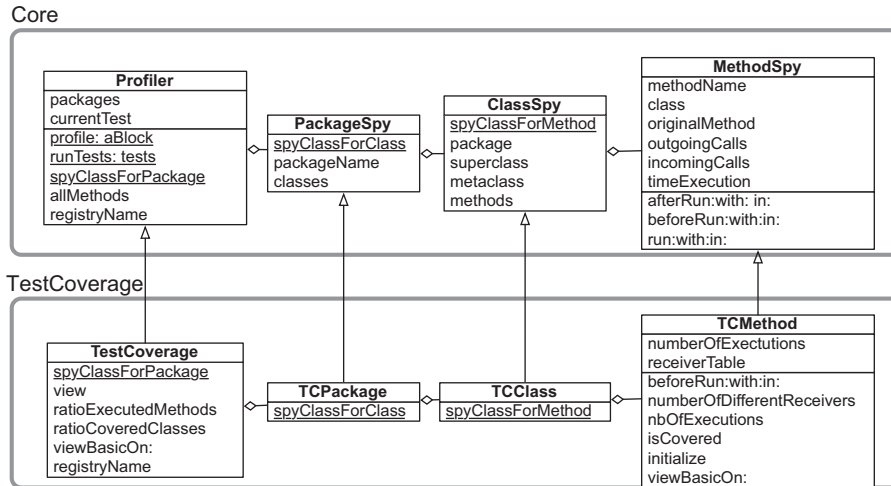 Core
Profiler
packages
currentTest
profile: aBlock
runTests: tests
spyClassForPackage
allMethods
registryName
PackageSpy
spyClassForClass
packageName
classes
ClassSpy
spyClassForMethod
package
superclass
metaclass
methods
MethodSpy
methodName
class
originalMethod
outgoingCalls
incomingCalls
timeExecution
afterRun:with: in:
beforeRun:with:in:
run:with:in:
TestCoverage
TestCoverage
spyClassForPackage
view
ratioExecutedMethods
ratioCoveredClasses
viewBasicOn:
registryName
TCPackage
spyClassForClass
TCClass
spyClassForMethod
TCMethod
numberOfExectutions
receiverTable
beforeRun:with:in:
numberOfDifferentReceivers
nbOfExecutions
isCovered
initialize
viewBasicOn: